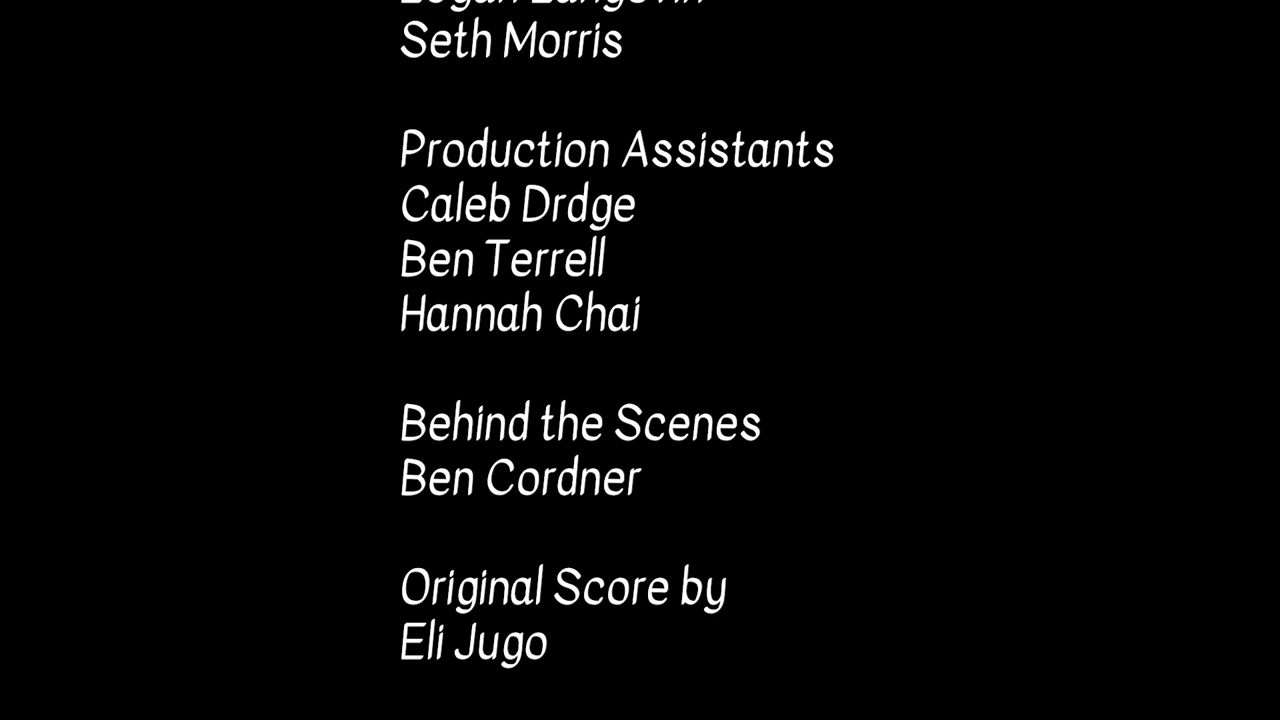 Seth Morris
Production Assistants
Caleb Drdge
Ben Terrell
Hannah Chai
Behind the Scenes
Ben Cordner
Original Score by
Eli Jugo